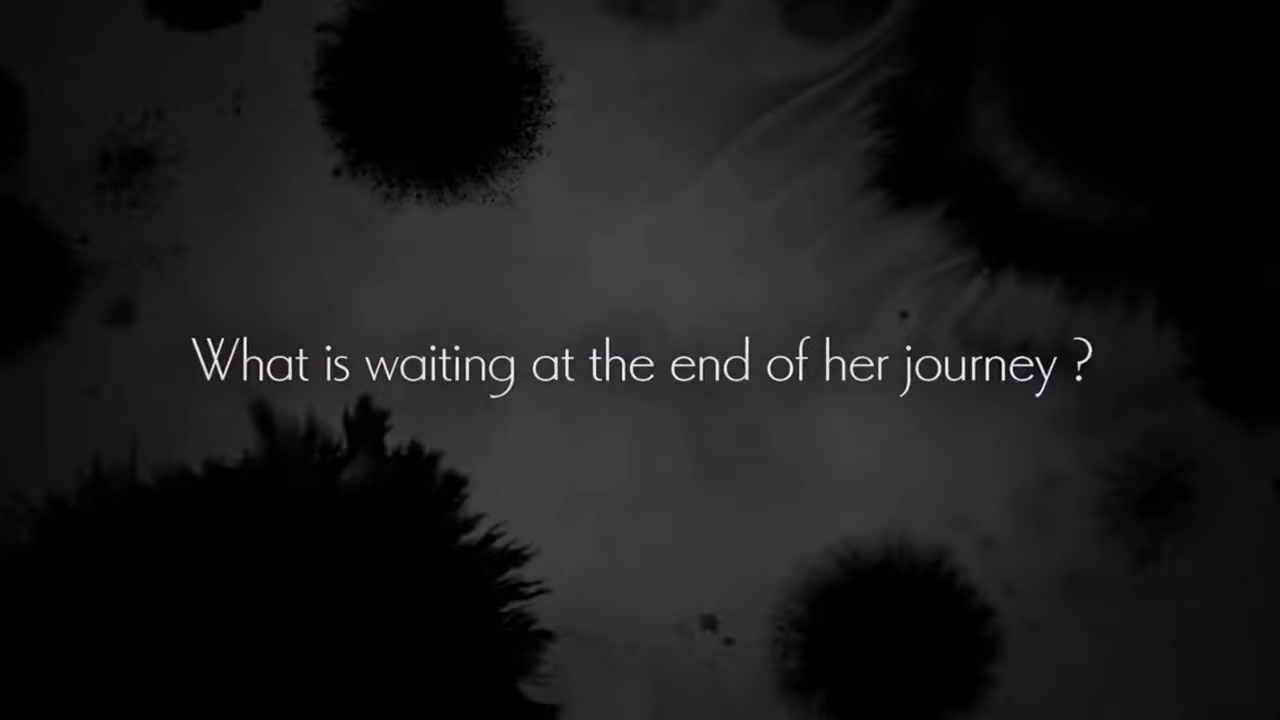 What is waiting at the end of her journey ?